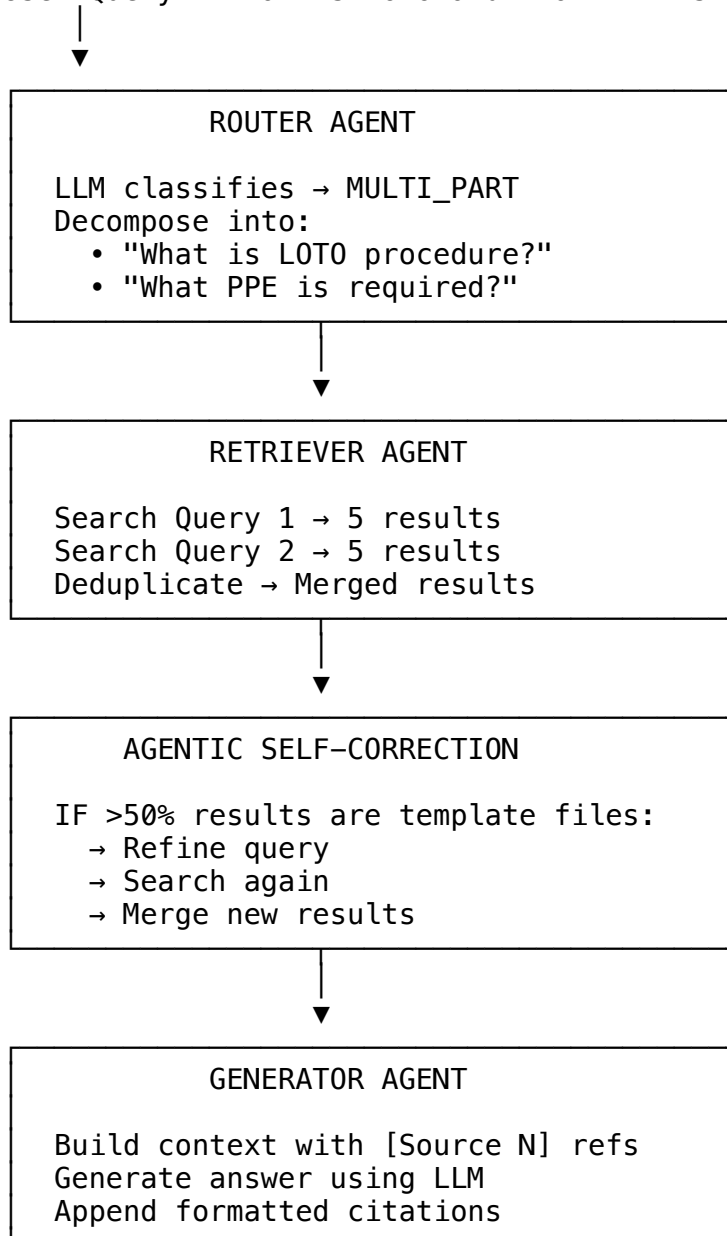 ROUTER AGENT
LLM classifies → MULTI_PART
Decompose into:
• "What is LOTO procedure?"
• "What PPE is required?"
RETRIEVER AGENT
Search Query 1 → 5 results
Search Query 2 → 5 results
Deduplicate → Merged results
AGENTIC SELF-CORRECTION
IF >50% results are template files:
→ Refine query
→ Search again
→ Merge new results
GENERATOR AGENT
Build context with [Source N] refs
Generate answer using LLM
Append formatted citations